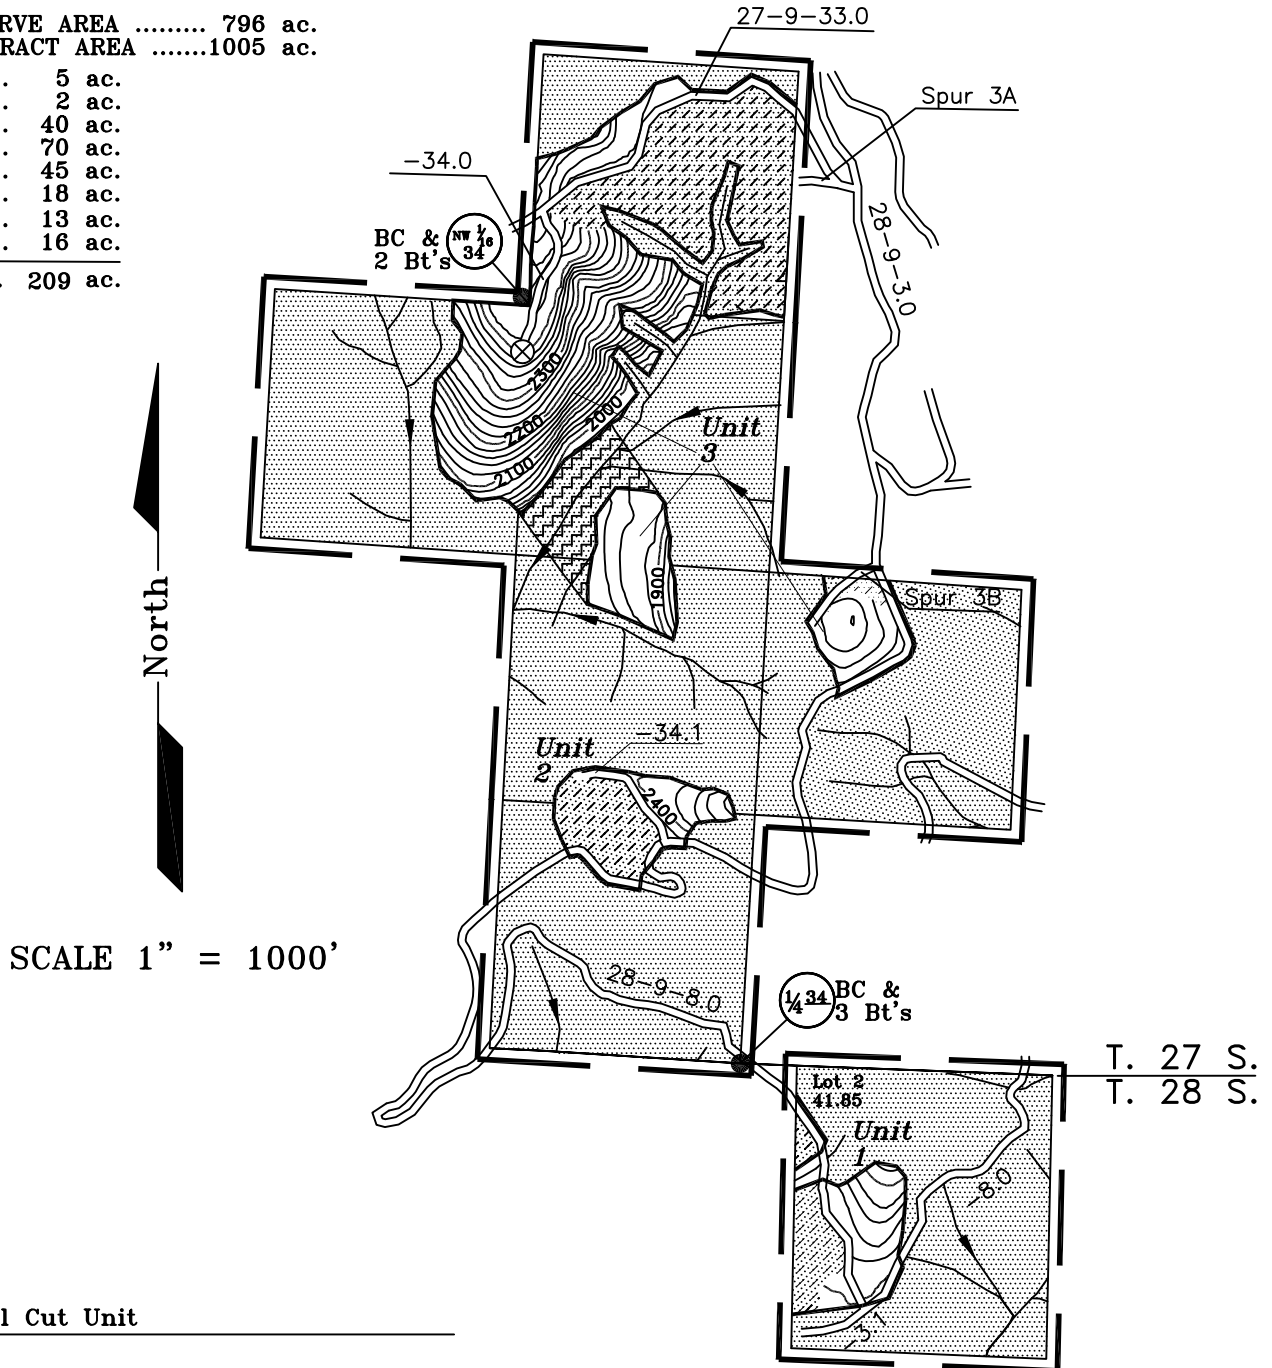 RVE AREA ......... 796 ac.
RACT AREA .......1005 ac.
. 5 ac.
. 2 ac.
. 40 ac.
. 70 ac.
. 45 ac.
. 18 ac.
. 13 ac.
. 16 ac.
. 209 ac.
27-9-33.0
Spur 3A
-34.0
BC &
2 Bt's
NW 1/16
34
28-9-3.0
2300
2200
2100
2000
Unit
3
1900
Spur 3B
North
Unit
2
-34.1
2400
SCALE 1" = 1000'
28-9-8.0
1/4 34
BC &
3 Bt's
T. 27 S.
T. 28 S.
Lot 2
41.85
Unit
1
-8.0
-3.1
l Cut Unit